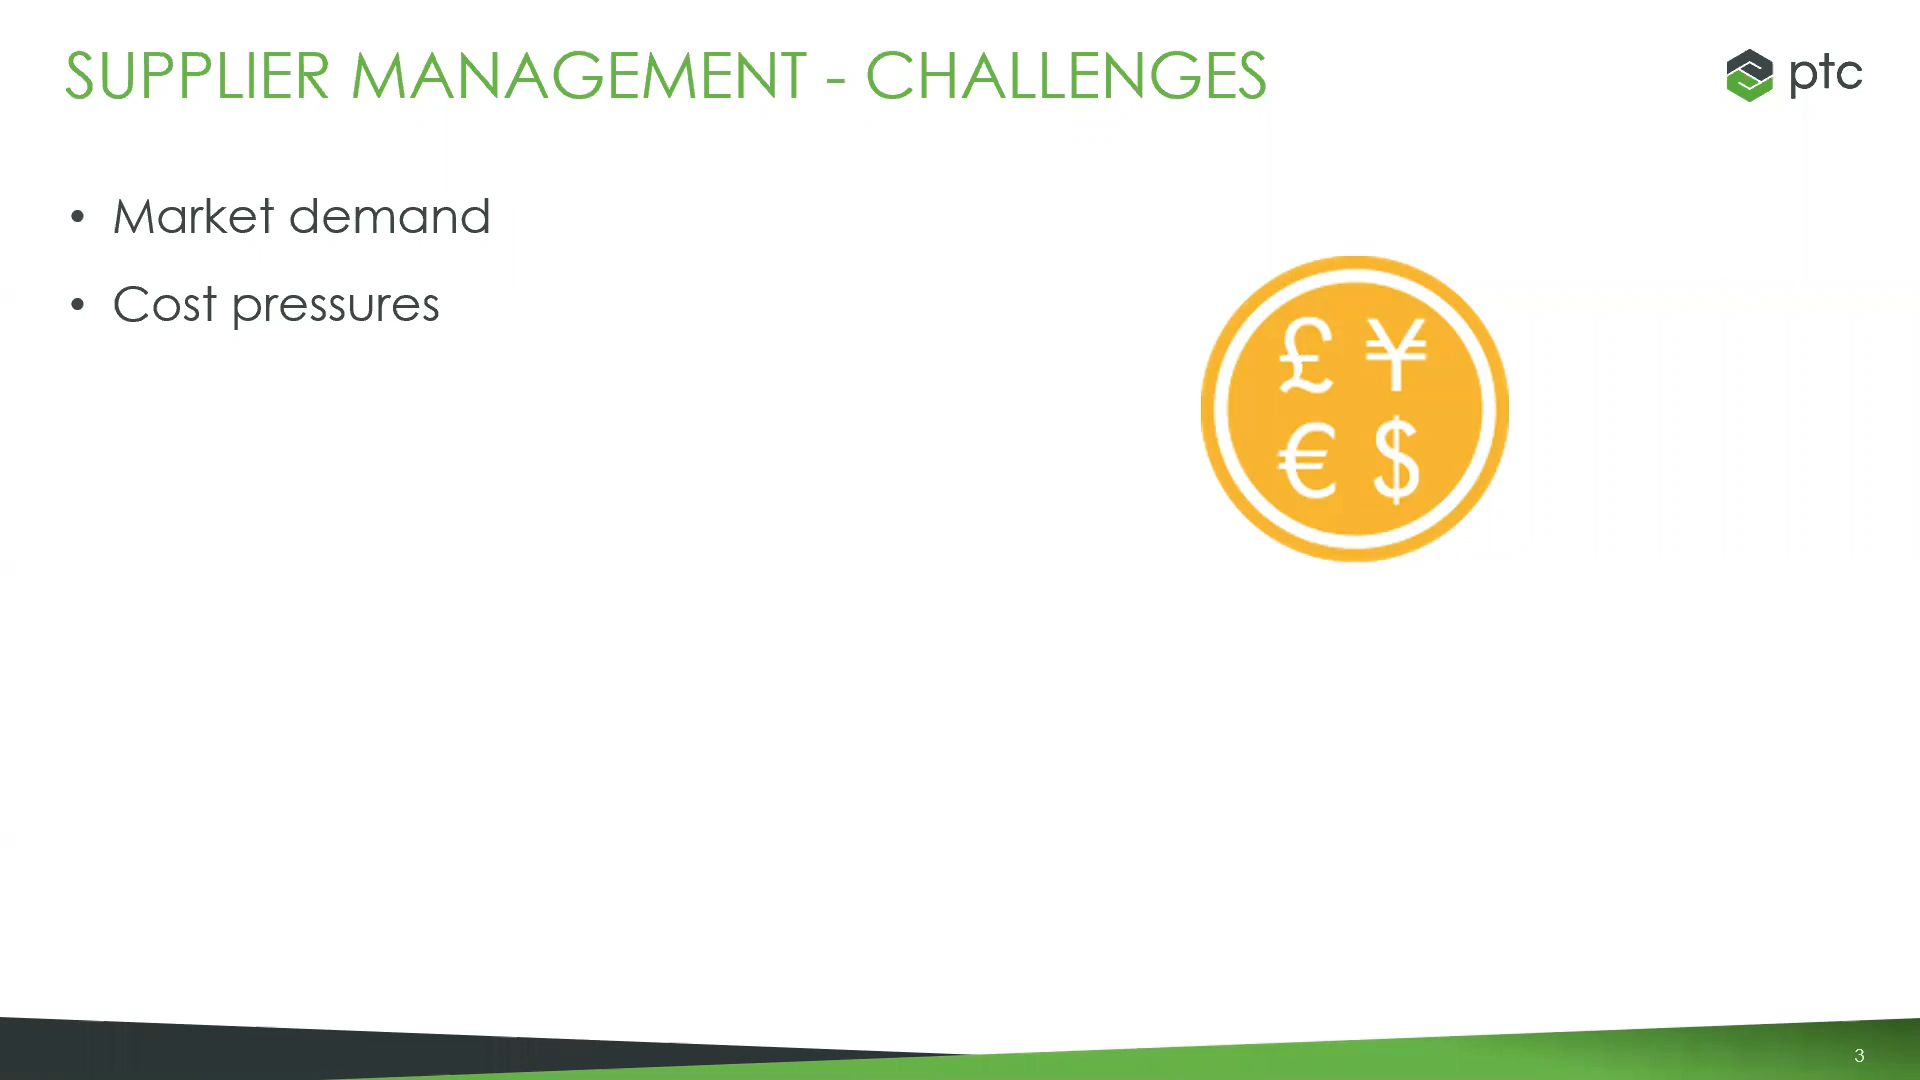 SUPPLIER MANAGEMENT - CHALLENGES
ptc
• Market demand
• Cost pressures
£ ¥
€ $
3